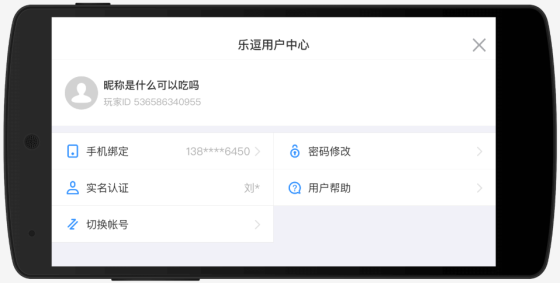 乐逗用户中心
昵称是什么可以吃吗
玩家ID 536586340955
手机绑定 138****6450
密码修改
实名认证 刘*
用户帮助
切换帐号